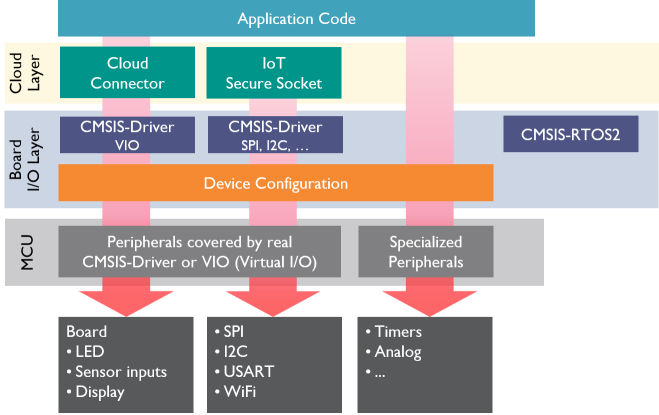 Application Code
Cloud
Layer
Cloud
Connector
IoT
Secure Socket
Board
I/O Layer
CMSIS-Driver
VIO
CMSIS-Driver
SPI, I2C, ...
CMSIS-RTOS2
Device Configuration
MCU
Peripherals covered by real
CMSIS-Driver or VIO (Virtual I/O)
Specialized
Peripherals
Board
• LED
• Sensor inputs
• Display
• SPI
• I2C
• USART
• WiFi
• Timers
• Analog
• ...